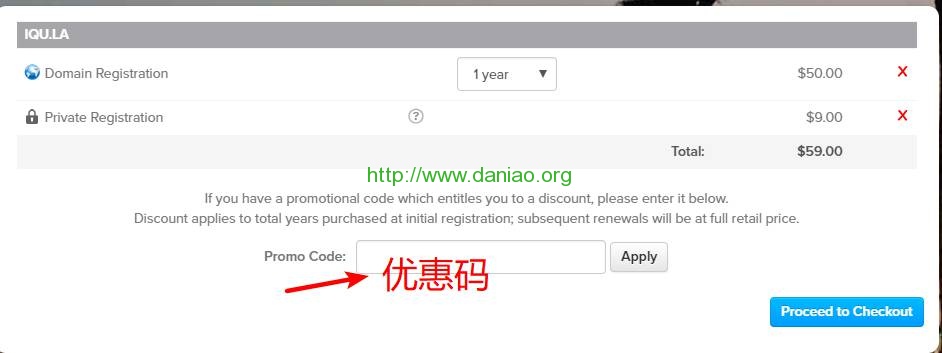 IQU.LA
Domain Registration 1 year $50.00 X
Private Registration ? $9.00 X
Total: $59.00
http://www.daniao.org
If you have a promotional code which entitles you to a discount, please enter it below.
Discount applies to total years purchased at initial registration; subsequent renewals will be at full retail price.
Promo Code: Apply
优惠码
Proceed to Checkout